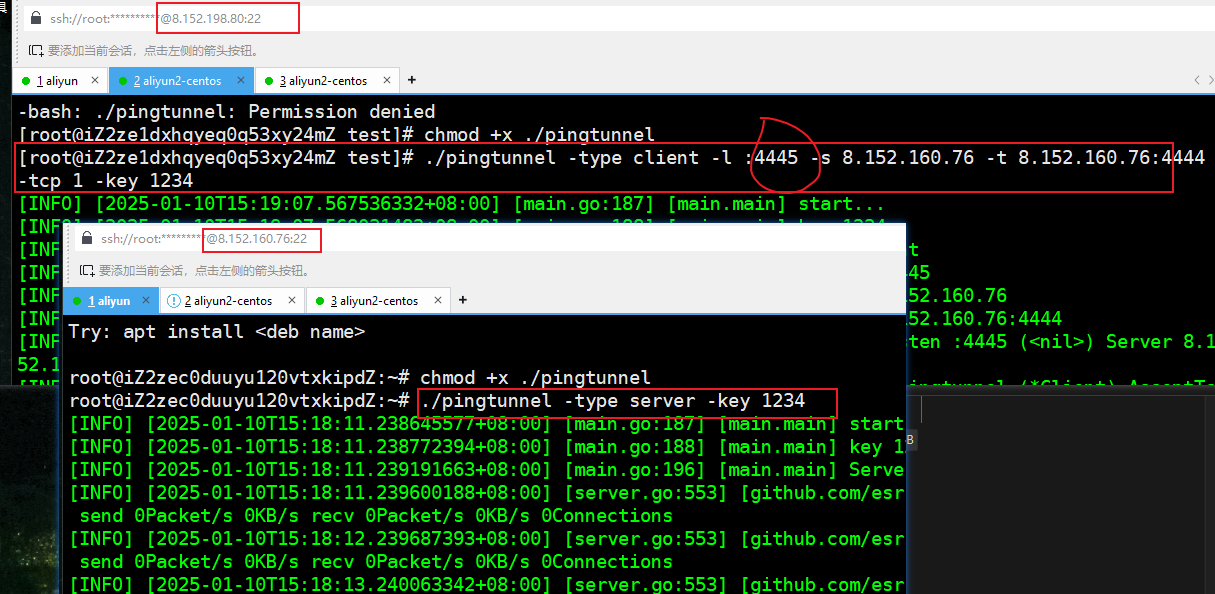 ssh://root:**********@8.152.198.80:22
要添加当前会话，点击左侧的箭头按钮。
1 aliyun × 2 aliyun2-centos × 3 aliyun2-centos × +
-bash: ./pingtunnel: Permission denied
[root@iZ2ze1dxhqyeq0q53xy24mZ test]# chmod +x ./pingtunnel
[root@iZ2ze1dxhqyeq0q53xy24mZ test]# ./pingtunnel -type client -l :4445 -s 8.152.160.76 -t 8.152.160.76:4444
-tcp 1 -key 1234
[INFO] [2025-01-10T15:19:07.567536332+08:00] [main.go:187] [main.main] start...
[INF
[INF t
[INF 45
[INF 52.160.76
[INF 52.160.76:4444
[INF ten :4445 (<nil>) Server 8.1
52.1
ssh://root:*********@8.152.160.76:22
要添加当前会话，点击左侧的箭头按钮。
1 aliyun × 2 aliyun2-centos × 3 aliyun2-centos × +
Try: apt install <deb name>
root@iZ2zec0duuyu120vtxkipdZ:~# chmod +x ./pingtunnel
root@iZ2zec0duuyu120vtxkipdZ:~# ./pingtunnel -type server -key 1234
[INFO] [2025-01-10T15:18:11.238645577+08:00] [main.go:187] [main.main] start
[INFO] [2025-01-10T15:18:11.238772394+08:00] [main.go:188] [main.main] key 1
[INFO] [2025-01-10T15:18:11.239191663+08:00] [main.go:196] [main.main] Serve
[INFO] [2025-01-10T15:18:11.239600188+08:00] [server.go:553] [github.com/esr
send 0Packet/s 0KB/s recv 0Packet/s 0KB/s 0Connections
[INFO] [2025-01-10T15:18:12.239687393+08:00] [server.go:553] [github.com/esr
send 0Packet/s 0KB/s recv 0Packet/s 0KB/s 0Connections
[INFO] [2025-01-10T15:18:13.240063342+08:00] [server.go:553] [github.com/esr